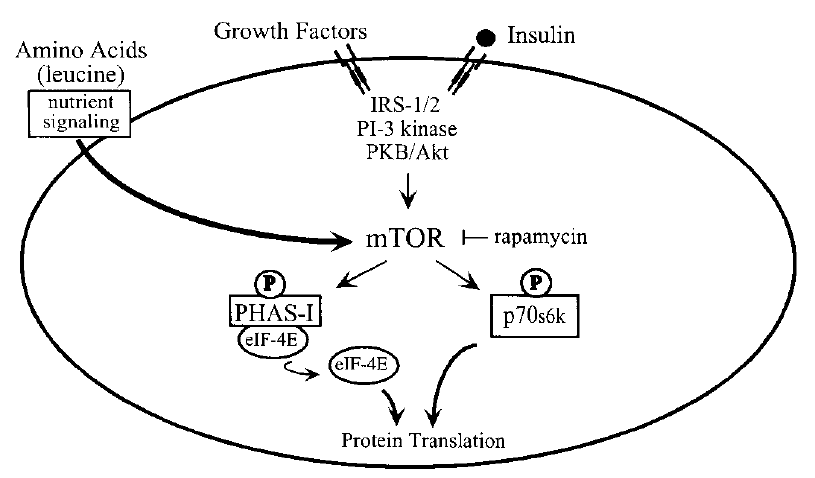 Growth Factors
Insulin
Amino Acids
(leucine)
nutrient
signaling
IRS-1/2
PI-3 kinase
PKB/Akt
mTOR
rapamycin
P
PHAS-I
eIF-4E
P
p70s6k
eIF-4E
Protein Translation